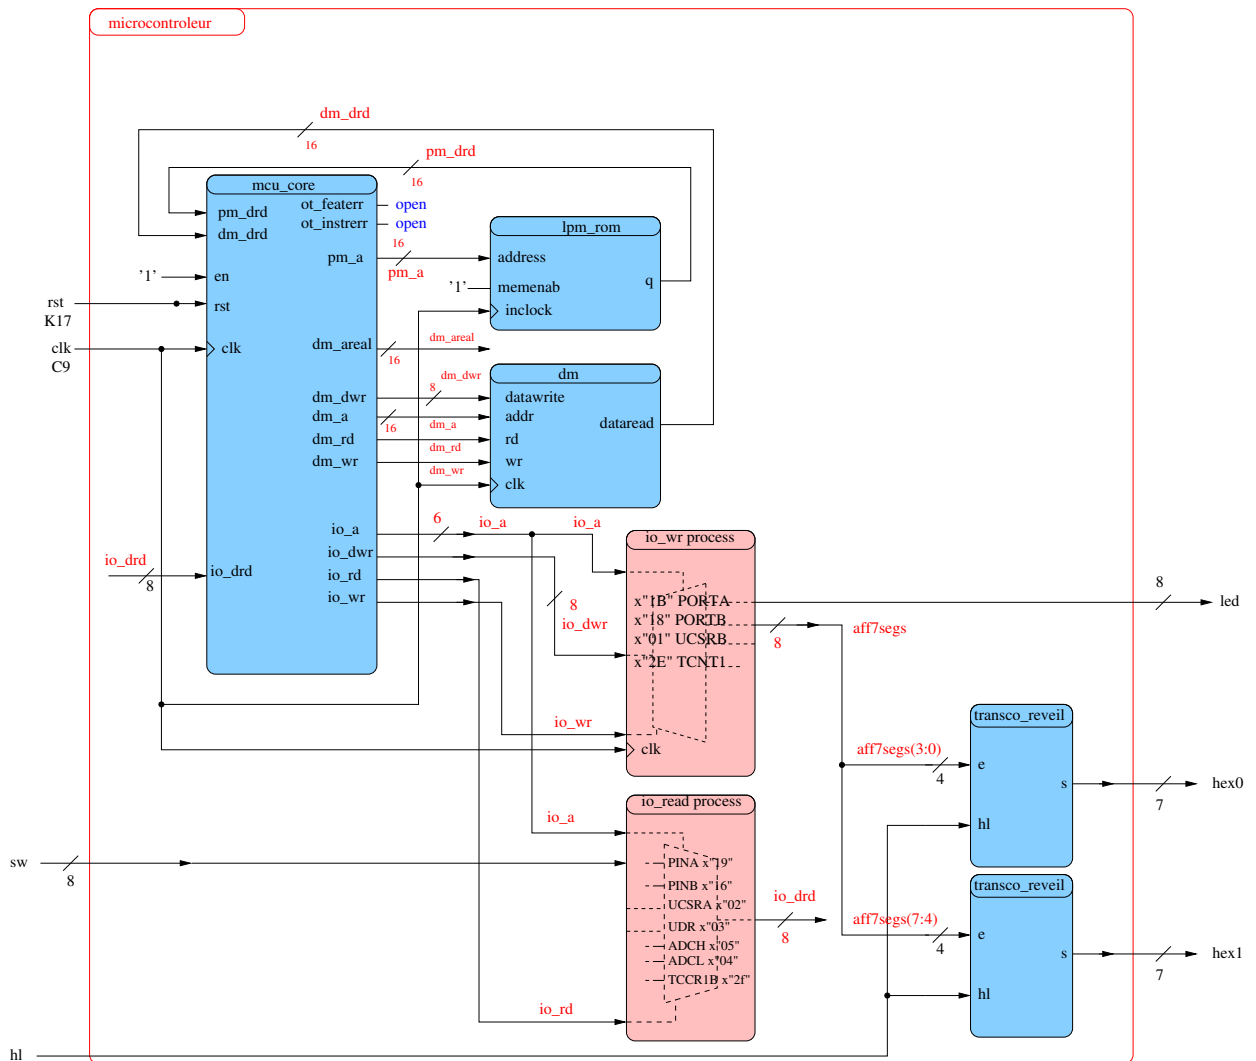 microcontroleur
dm_drd
16
pm_drd
16
mcu_core
pm_drd
dm_drd
ot_featerr
open
ot_instrerr
open
'1'
en
rst
K17
rst
clk
C9
clk
pm_a
16
pm_a
lpm_rom
address
'1'
memenab
inclock
q
dm_areal
16
dm_areal
dm_dwr
8
dm_dwr
dm_a
16
dm_a
dm_rd
dm_rd
dm_wr
dm_wr
dm
datawrite
addr
rd
wr
clk
dataread
io_a
6
io_a
io_a
io_dwr
io_rd
io_wr
io_drd
8
io_drd
8
io_dwr
io_wr
io_wr process
x"1B" PORTA
x"18" PORTB
x"01" UCSRB
x"2E" TCNT1
clk
8
led
8
aff7segs
aff7segs(3:0)
4
transco_reveil
e
s
hl
7
hex0
io_a
io_read process
PINA x"19"
PINB x"16"
UCSRA x"02"
UDR x"03"
ADCH x"05"
ADCL x"04"
TCCR1B x"2f"
io_drd
8
io_rd
sw
8
aff7segs(7:4)
4
transco_reveil
e
s
hl
7
hex1
hl